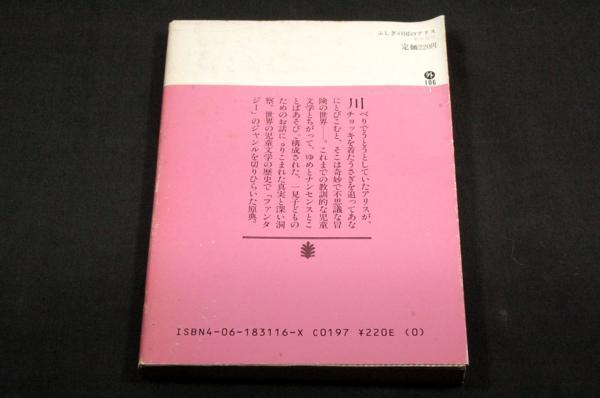 ふしぎの国のアリス
定価220円
外
106
1
川べりでうとうとしていたアリスが、
チョッキを着たうさぎを追ってあな
にとびこむと、そこは奇妙で不思議な冒
険の世界──。これまでの教訓的な児童
文学とちがって、ゆめとナンセンスとこ
とばあそびで構成された、一見子どもの
ためのお話にもりこまれた真実と深い洞
察。世界の児童文学の歴史で「ファンタ
ジー」のジャンルを切りひらいた原典。
ISBN4-06-183116-X C0197 ¥220E (0)